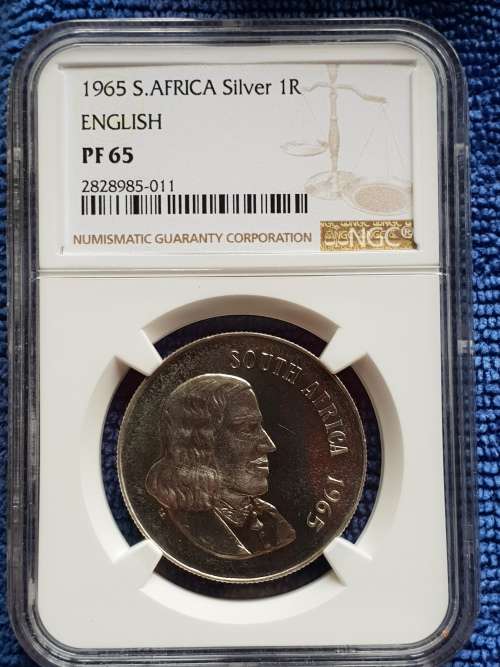 1965 S.AFRICA Silver 1R
ENGLISH
PF 65
2828985-011
NUMISMATIC GUARANTY CORPORATION
NGC®
SOUTH AFRICA 1965